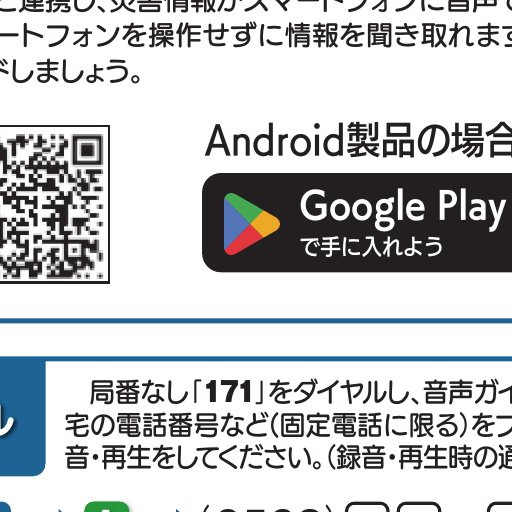 と連携し、災害情報がスマートフォンに音声で
ートフォンを操作せずに情報を聞き取れます
ドしましょう。
Android製品の場合
Google Play
で手に入れよう
局番なし「171」をダイヤルし、音声ガイ
ル
宅の電話番号など(固定電話に限る)をプ
音・再生をしてください。(録音・再生時の通